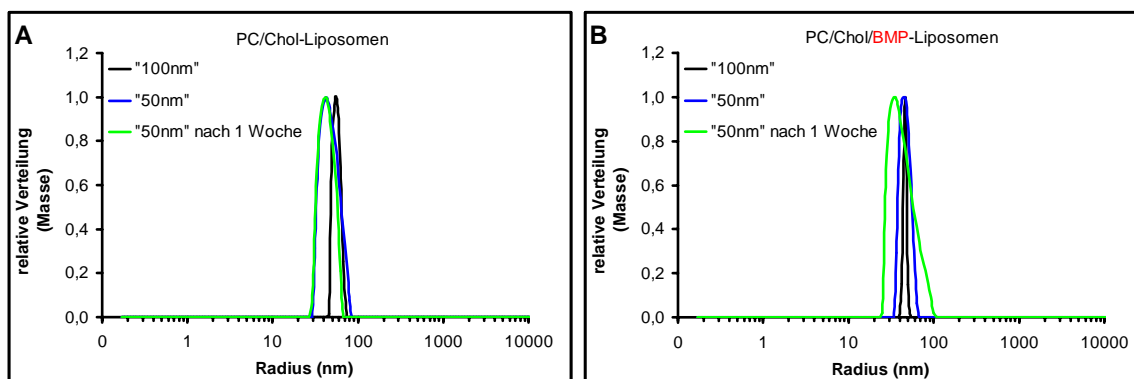 A
PC/Chol-Liposomen
1,2
1,0
0,8
0,6
0,4
0,2
0,0
relative Verteilung
(Masse)
"100nm"
"50nm"
"50nm" nach 1 Woche
0
1
10
100
1000
10000
Radius (nm)
B
PC/Chol/BMP-Liposomen
1,2
1,0
0,8
0,6
0,4
0,2
0,0
relative Verteilung
(Masse)
"100nm"
"50nm"
"50nm" nach 1 Woche
0
1
10
100
1000
10000
Radius (nm)